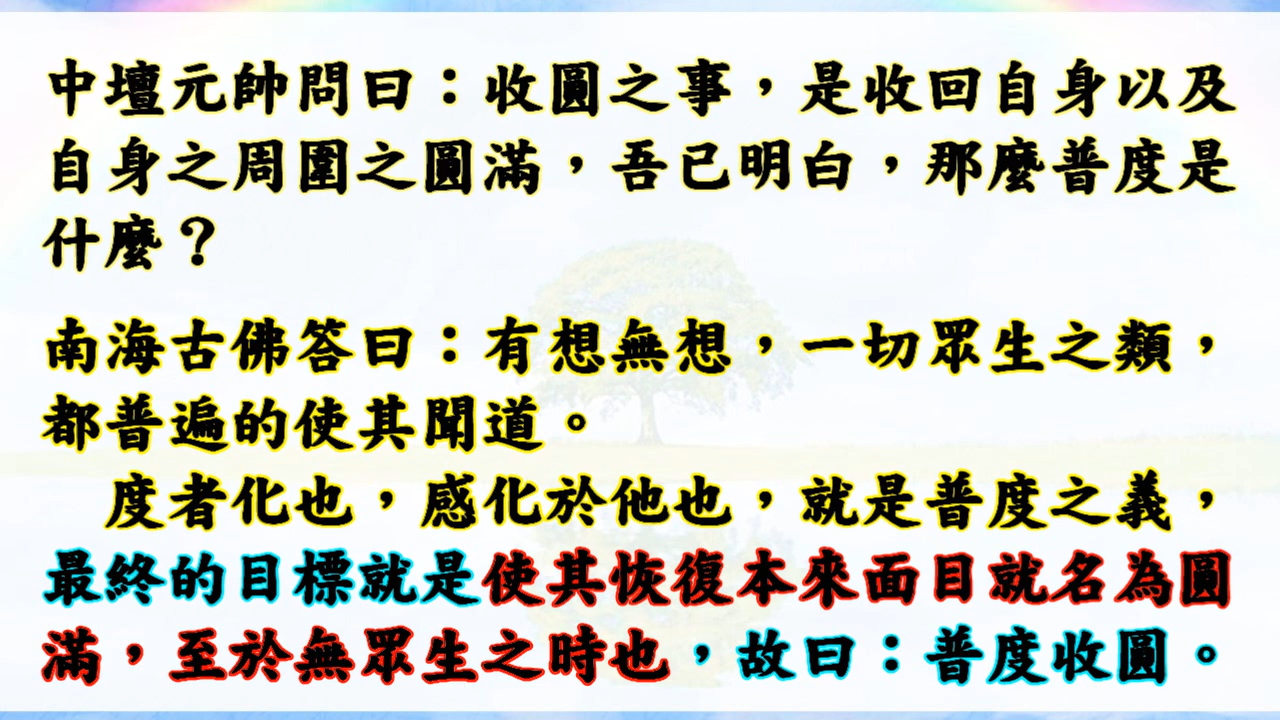 中壇元帥問曰：收圓之事，是收回自身以及
自身之周圍之圓滿，吾已明白，那麼普度是
什麼？
南海古佛答曰：有想無想，一切眾生之類，
都普遍的使其聞道。
度者化也，感化於他也，就是普度之義，
最終的目標就是使其恢復本來面目就名為圓
滿，至於無眾生之時也，故曰：普度收圓。